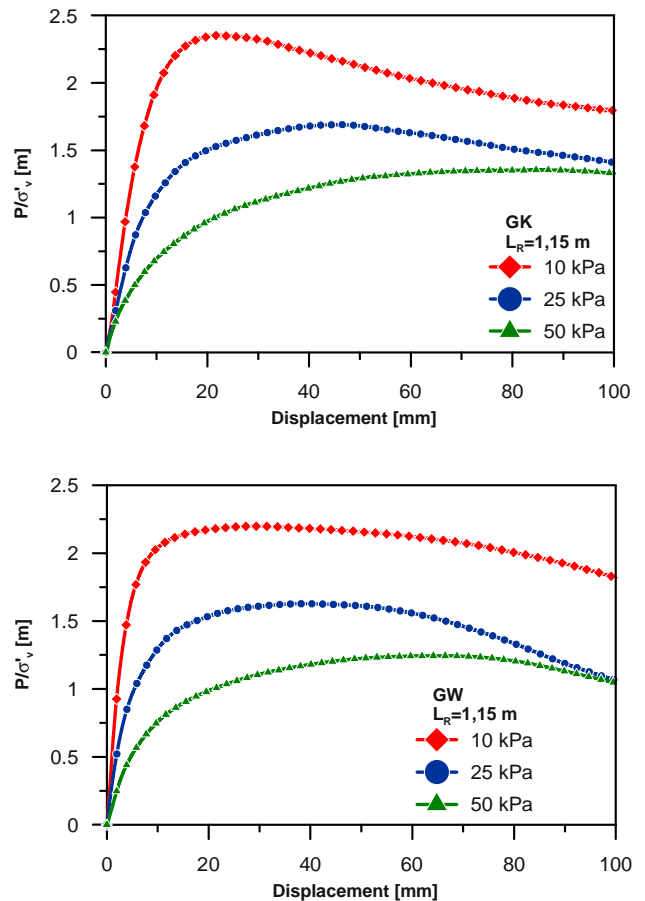 2.5
2
1.5
1
0.5
0
P/σ'v [m]
GK
LR=1,15 m
10 kPa
25 kPa
50 kPa
0 20 40 60 80 100
Displacement [mm]
2.5
2
1.5
1
0.5
0
P/σ'v [m]
GW
LR=1,15 m
10 kPa
25 kPa
50 kPa
0 20 40 60 80 100
Displacement [mm]